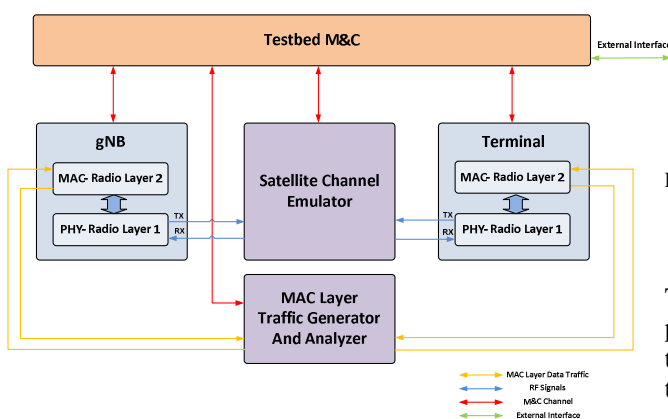 Testbed M&C
External Interface
gNB
Satellite Channel
Emulator
Terminal
MAC- Radio Layer 2
MAC- Radio Layer 2
TX
TX
PHY- Radio Layer 1
PHY- Radio Layer 1
RX
RX
MAC Layer
Traffic Generator
And Analyzer
MAC Layer Data Traffic
RF Signals
M&C Channel
External Interface